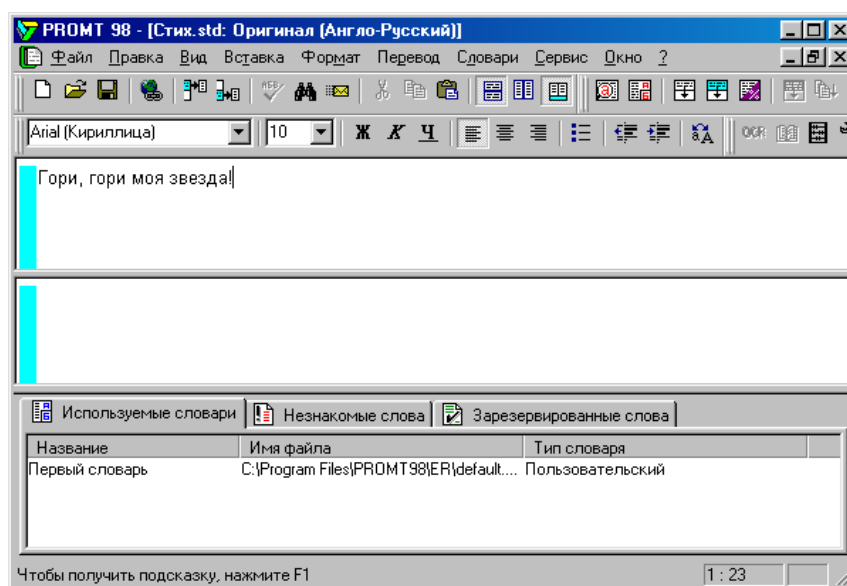 PROMT 98 - [Стих.std: Оригинал (Англо-Русский)]
Файл Правка Вид Вставка Формат Перевод Словари Сервис Окно ?
Arial (Кириллица) 10 Ж К Ч OCR
Гори, гори моя звезда!
Используемые словари Незнакомые слова Зарезервированные слова
Название Имя файла Тип словаря
Первый словарь C:\Program Files\PROMT98\ER\default.... Пользовательский
Чтобы получить подсказку, нажмите F1 1 : 23